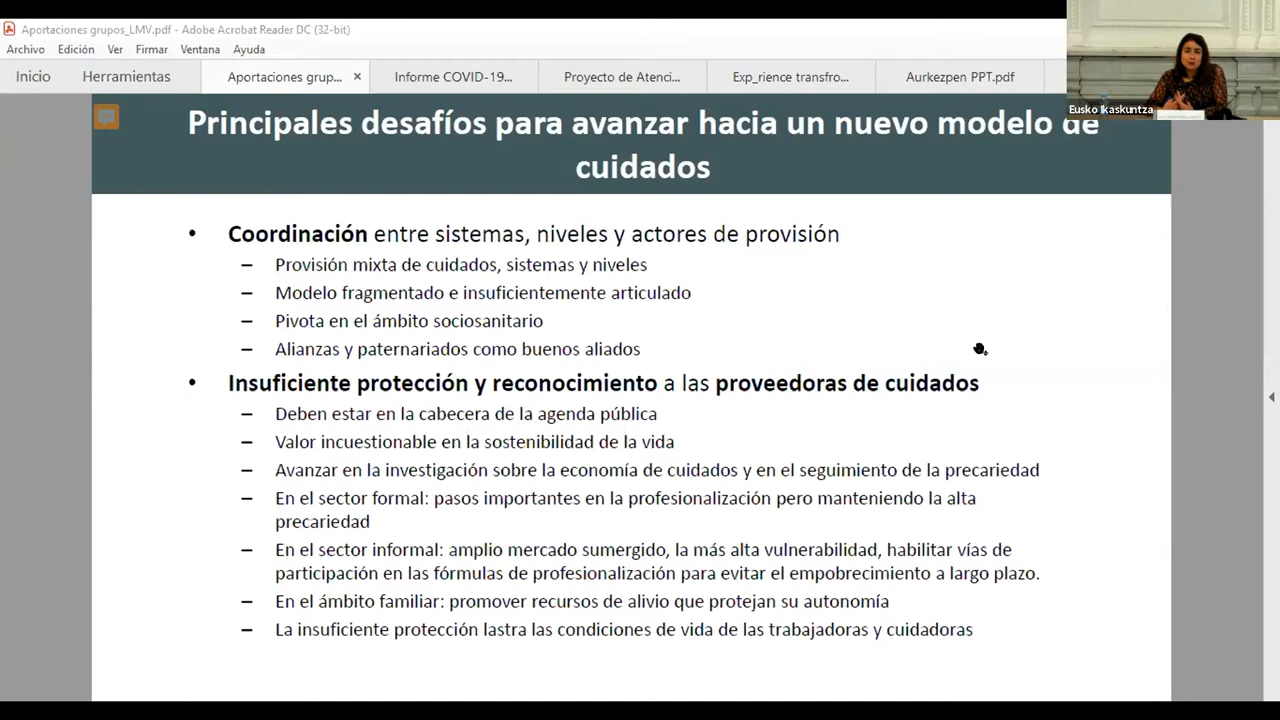 Aportaciones grupos_LMV.pdf - Adobe Acrobat Reader DC (32-bit)
Archivo Edición Ver Firmar Ventana Ayuda
Inicio Herramientas Aportaciones grup... × Informe COVID-19... Proyecto de Atenci... Exp_rience transfro... Aurkezpen PPT.pdf
Eusko Ikaskuntza
Principales desafíos para avanzar hacia un nuevo modelo de
cuidados
• Coordinación entre sistemas, niveles y actores de provisión
– Provisión mixta de cuidados, sistemas y niveles
– Modelo fragmentado e insuficientemente articulado
– Pivota en el ámbito sociosanitario
– Alianzas y paternariados como buenos aliados
• Insuficiente protección y reconocimiento a las proveedoras de cuidados
– Deben estar en la cabecera de la agenda pública
– Valor incuestionable en la sostenibilidad de la vida
– Avanzar en la investigación sobre la economía de cuidados y en el seguimiento de la precariedad
– En el sector formal: pasos importantes en la profesionalización pero manteniendo la alta
precariedad
– En el sector informal: amplio mercado sumergido, la más alta vulnerabilidad, habilitar vías de
participación en las fórmulas de profesionalización para evitar el empobrecimiento a largo plazo.
– En el ámbito familiar: promover recursos de alivio que protejan su autonomía
– La insuficiente protección lastra las condiciones de vida de las trabajadoras y cuidadoras